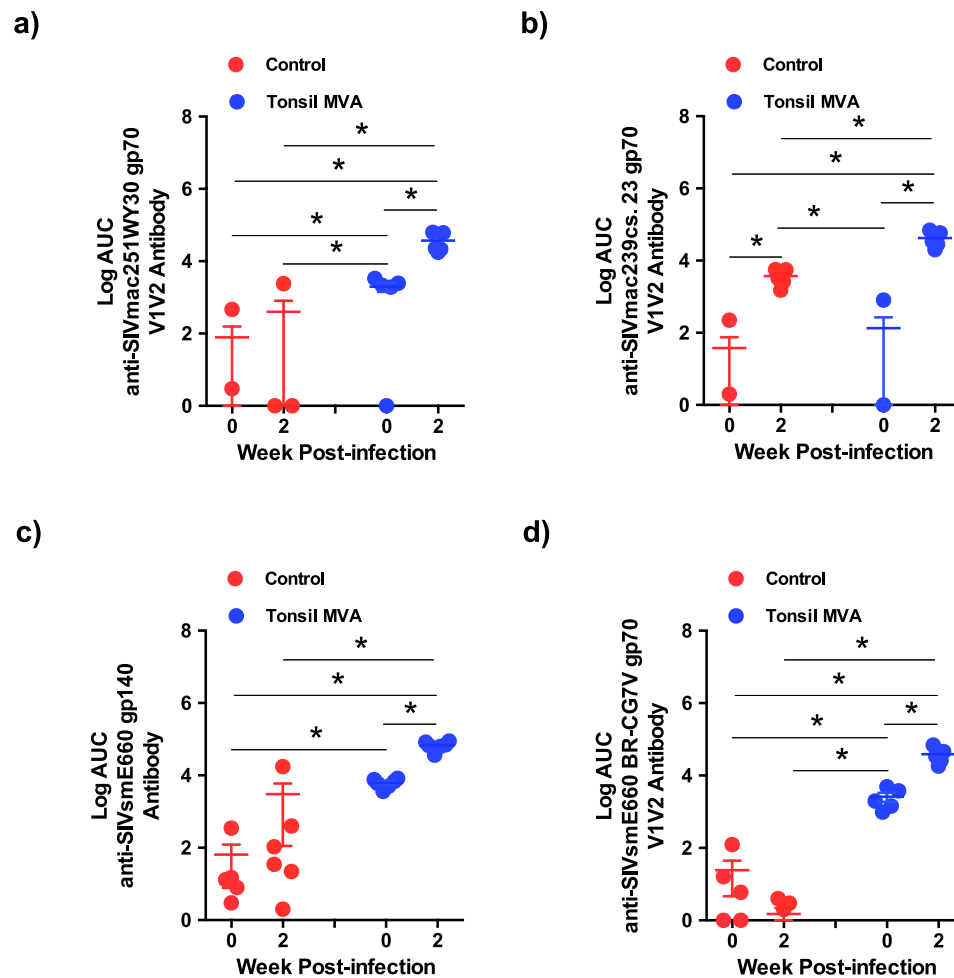 a)
Control
Tonsil MVA
Log AUC
anti-SIVmac251WY30 gp70
V1V2 Antibody
8
6
4
2
0
*
*
*
*
*
0
2
0
2
Week Post-infection
b)
Control
Tonsil MVA
Log AUC
anti-SIVmac239cs. 23 gp70
V1V2 Antibody
8
6
4
2
0
*
*
*
*
*
0
2
0
2
Week Post-infection
c)
Control
Tonsil MVA
Log AUC
anti-SIVsmE660 gp140
Antibody
8
6
4
2
0
*
*
*
*
0
2
0
2
Week Post-infection
d)
Control
Tonsil MVA
Log AUC
anti-SIVsmE660 BR-CG7V gp70
V1V2 Antibody
8
6
4
2
0
*
*
*
*
*
0
2
0
2
Week Post-infection